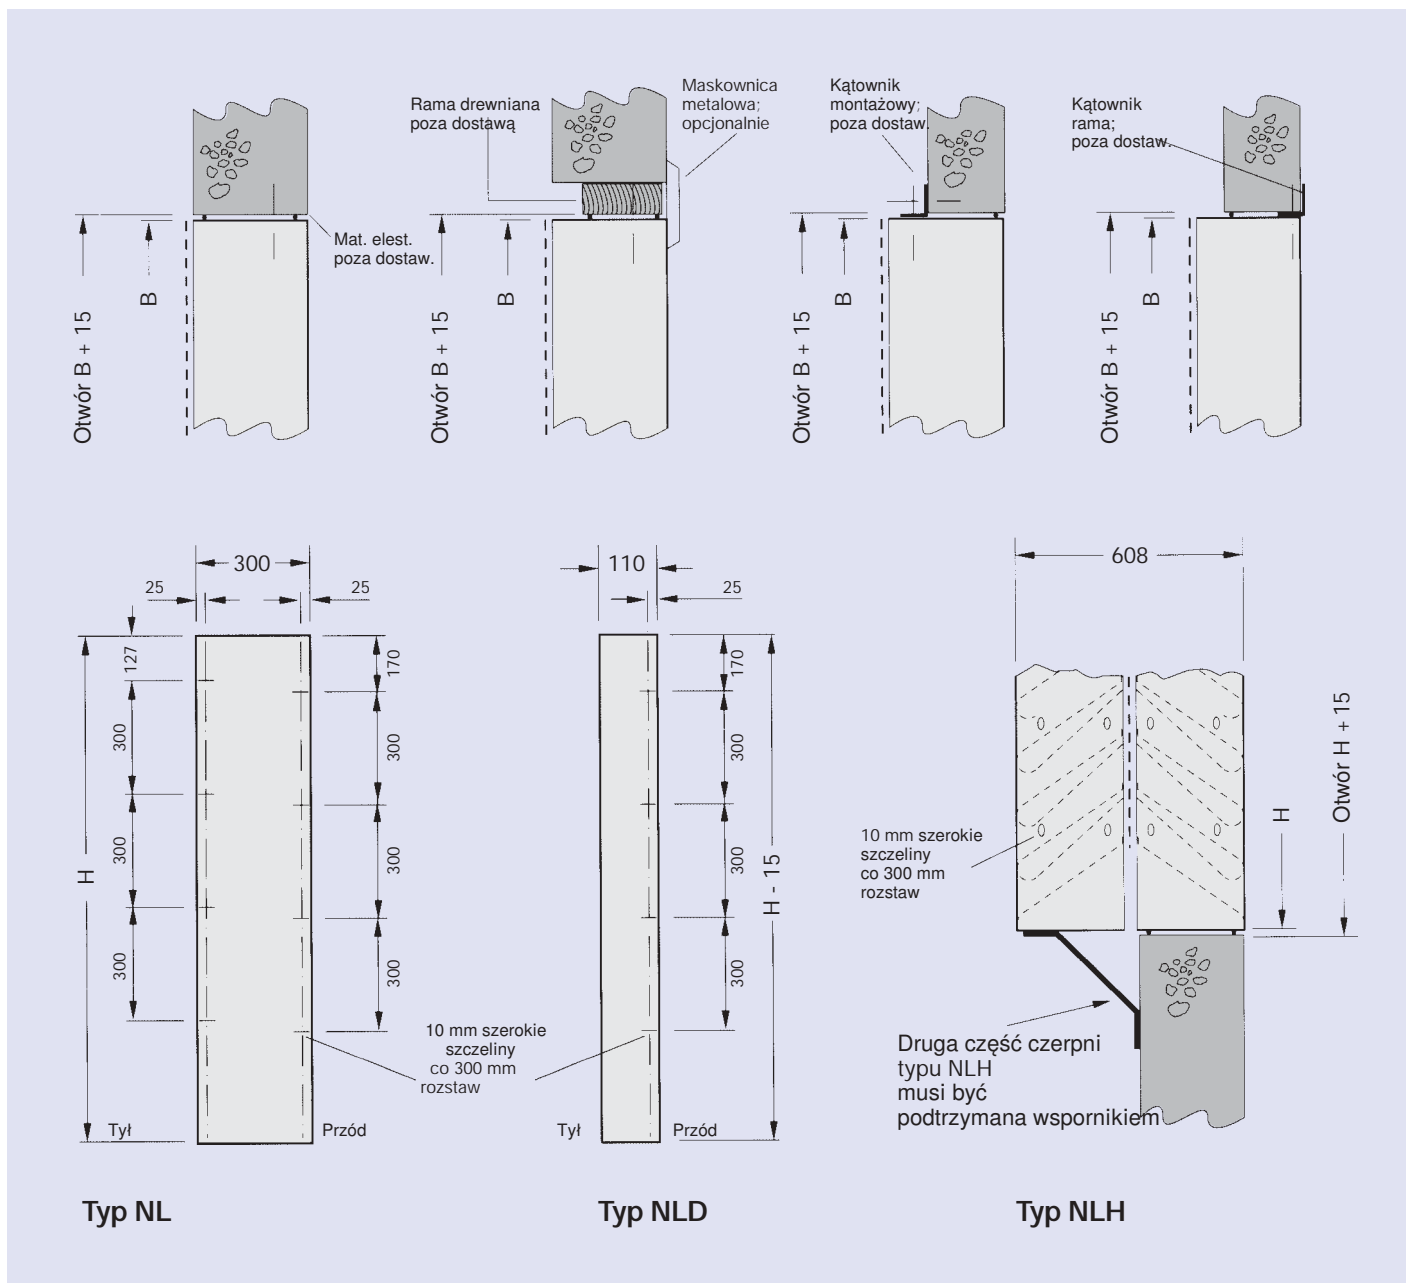 Rama drewniana
poza dostawą
Maskownica
metalowa;
opcjonalnie
Kątownik
montażowy;
poza dostaw.
Kątownik
rama;
poza dostaw.
Mat. elest.
poza dostaw.
Otwór B + 15
B
Otwór B + 15
B
Otwór B + 15
B
Otwór B + 15
B
300
25
25
127
300
300
300
H
170
300
300
300
Tył
Przód
10 mm szerokie
szczeliny
co 300 mm
rozstaw
110
25
170
300
300
300
H - 15
Tył
Przód
608
10 mm szerokie
szczeliny
co 300 mm
rozstaw
H
Otwór H + 15
Druga część czerpni
typu NLH
musi być
podtrzymana wspornikiem
Typ NL
Typ NLD
Typ NLH